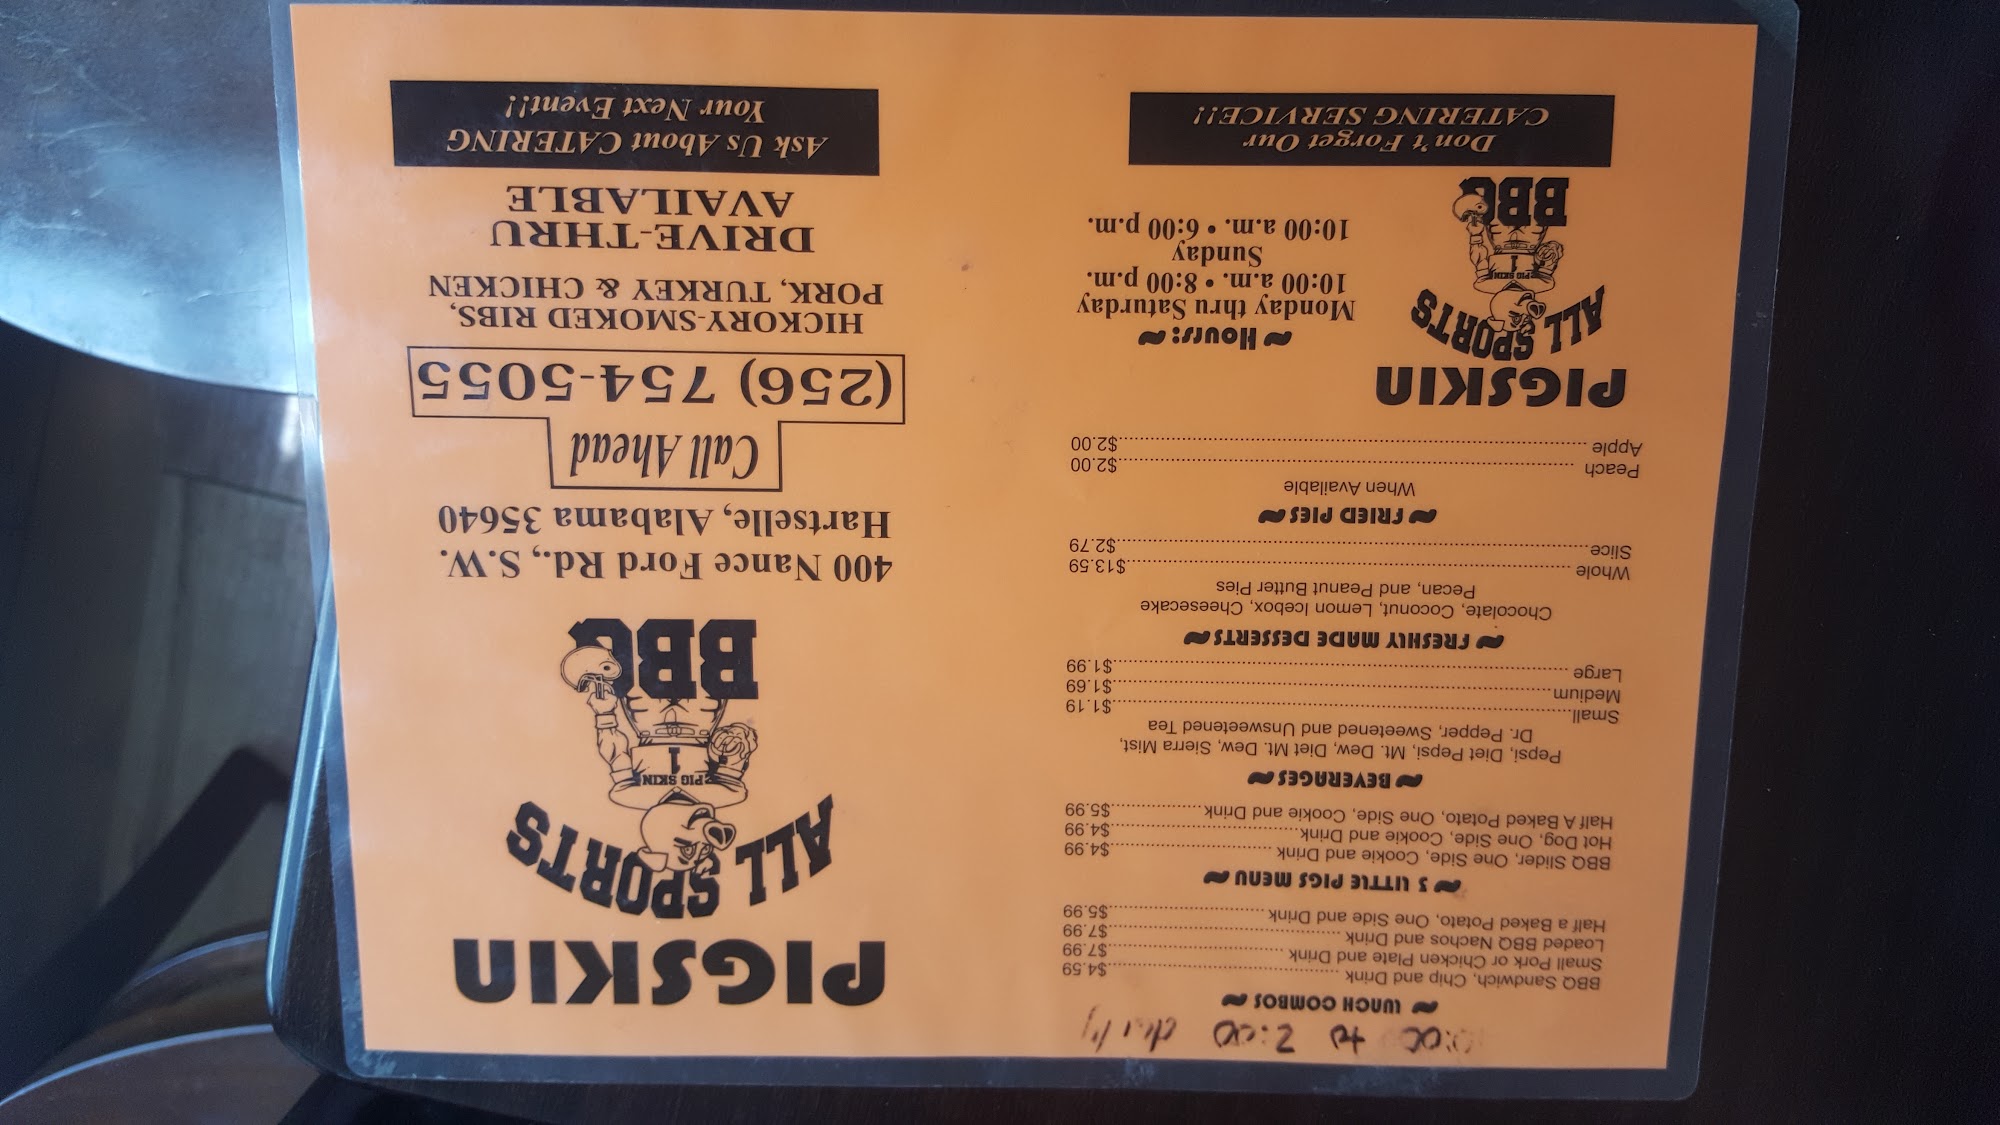 PIGSKIN
ALL SPORTS
PIG SKIN
1
BBQ
400 Nance Ford Rd., S.W.
Hartselle, Alabama 35640
Call Ahead
(256) 754-5055
HICKORY-SMOKED RIBS,
PORK, TURKEY & CHICKEN
DRIVE-THRU
AVAILABLE
Ask Us About CATERING
Your Next Event!!
to 2:00 daily
~ LUNCH COMBOS ~
BBQ Sandwich, Chip and Drink ..... $4.59
Small Pork or Chicken Plate and Drink ..... $7.99
Loaded BBQ Nachos and Drink ..... $7.99
Half a Baked Potato, One Side and Drink ..... $5.99
~ 3 LITTLE PIGS MENU ~
BBQ Slider, One Side, Cookie and Drink ..... $4.99
Hot Dog, One Side, Cookie and Drink ..... $4.99
Half A Baked Potato, One Side, Cookie and Drink ..... $5.99
~ BEVERAGES ~
Pepsi, Diet Pepsi, Mt. Dew, Diet Mt. Dew, Sierra Mist,
Dr. Pepper, Sweetened and Unsweetened Tea
Small ..... $1.19
Medium ..... $1.69
Large ..... $1.99
~ FRESHLY MADE DESSERTS ~
Chocolate, Coconut, Lemon Icebox, Cheesecake
Pecan, and Peanut Butter Pies
Whole ..... $13.59
Slice ..... $2.79
~ FRIED PIES ~
When Available
Peach ..... $2.00
Apple ..... $2.00
PIGSKIN
ALL SPORTS
PIG SKIN
1
BBQ
~ Hours: ~
Monday thru Saturday
10:00 a.m. • 8:00 p.m.
Sunday
10:00 a.m. • 6:00 p.m.
Don't Forget Our
CATERING SERVICE!!